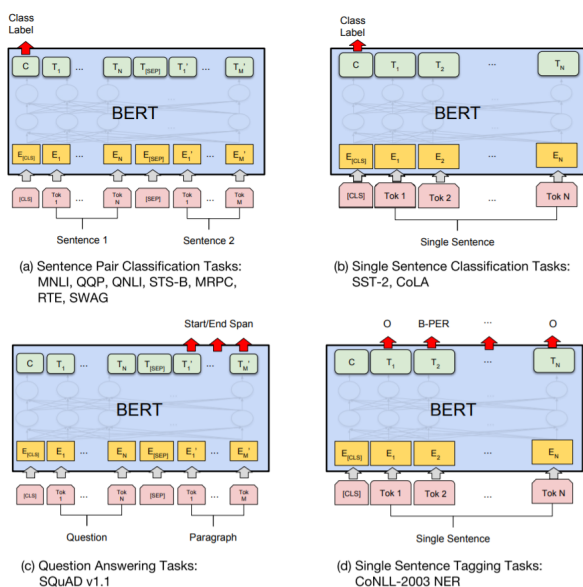 Class
Label
C T1 TN T[SEP] T1' ... TM'
BERT
E[CLS] E1 EN E[SEP] E1' ... EM'
[CLS] Tok 1 ... Tok N [SEP] Tok 1 ... Tok M
Sentence 1 Sentence 2
(a) Sentence Pair Classification Tasks:
MNLI, QQP, QNLI, STS-B, MRPC,
RTE, SWAG
Class
Label
C T1 T2 ... TN
BERT
E[CLS] E1 E2 ... EN
[CLS] Tok 1 Tok 2 ... Tok N
Single Sentence
(b) Single Sentence Classification Tasks:
SST-2, CoLA
Start/End Span
C T1 ... TN T[SEP] T1' ... TM'
BERT
E[CLS] E1 ... EN E[SEP] E1' ... EM'
[CLS] Tok 1 ... Tok N [SEP] Tok 1 ... Tok M
Question Paragraph
(c) Question Answering Tasks:
SQuAD v1.1
O B-PER ... O
C T1 T2 ... TN
BERT
E[CLS] E1 E2 ... EN
[CLS] Tok 1 Tok 2 ... Tok N
Single Sentence
(d) Single Sentence Tagging Tasks:
CoNLL-2003 NER